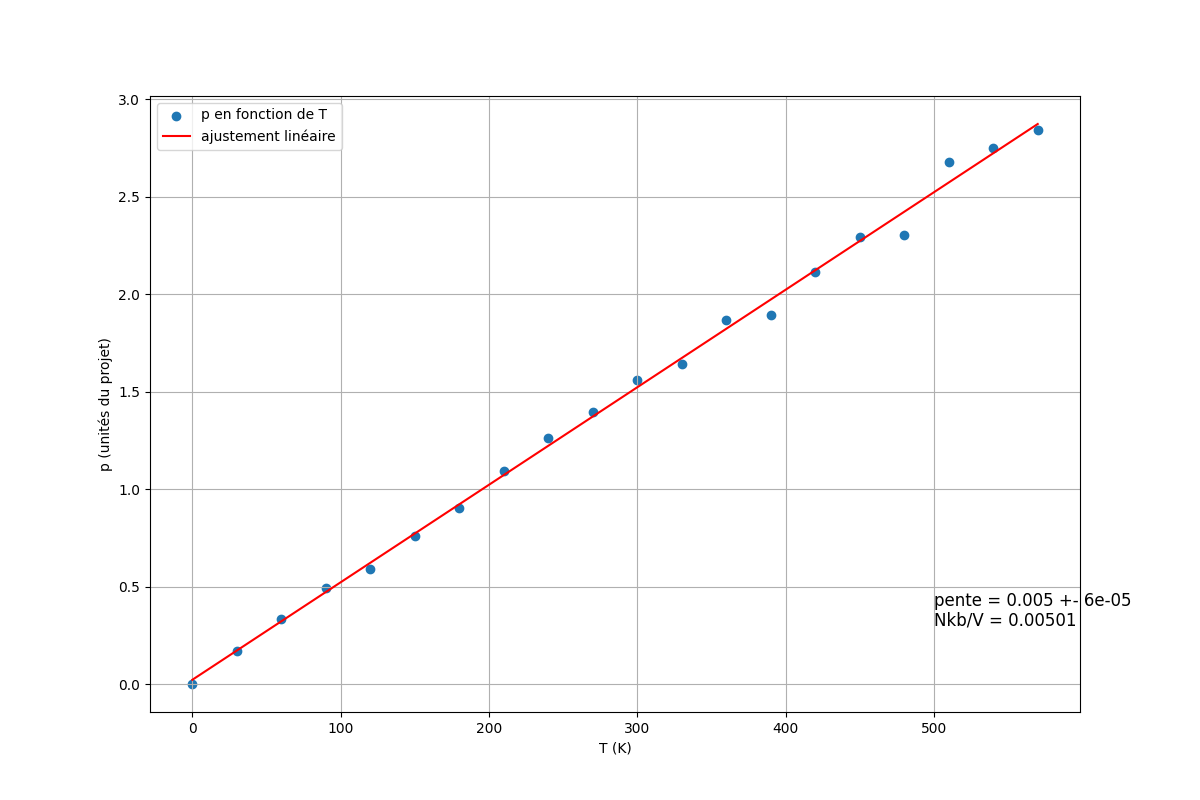 p en fonction de T
ajustement linéaire
3.0
2.5
2.0
1.5
1.0
0.5
0.0
p (unités du projet)
pente = 0.005 +- 6e-05
Nkb/V = 0.00501
0 100 200 300 400 500
T (K)